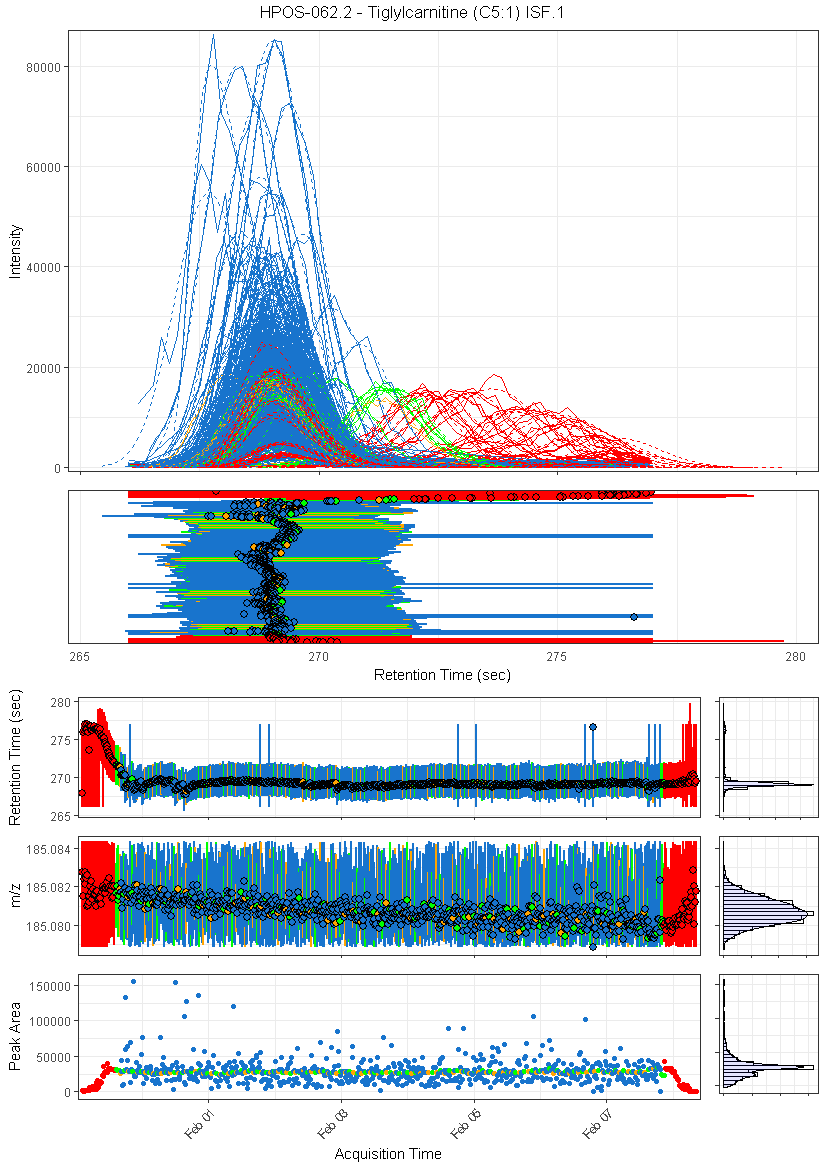 HPOS-062.2 - Tiglylcarnitine (C5:1) ISF.1
Intensity
80000
60000
40000
20000
0
265
270
275
280
Retention Time (sec)
Retention Time (sec)
280
275
270
265
m/z
185.084
185.082
185.080
Peak Area
150000
100000
50000
0
Feb 01
Feb 03
Feb 05
Feb 07
Acquisition Time